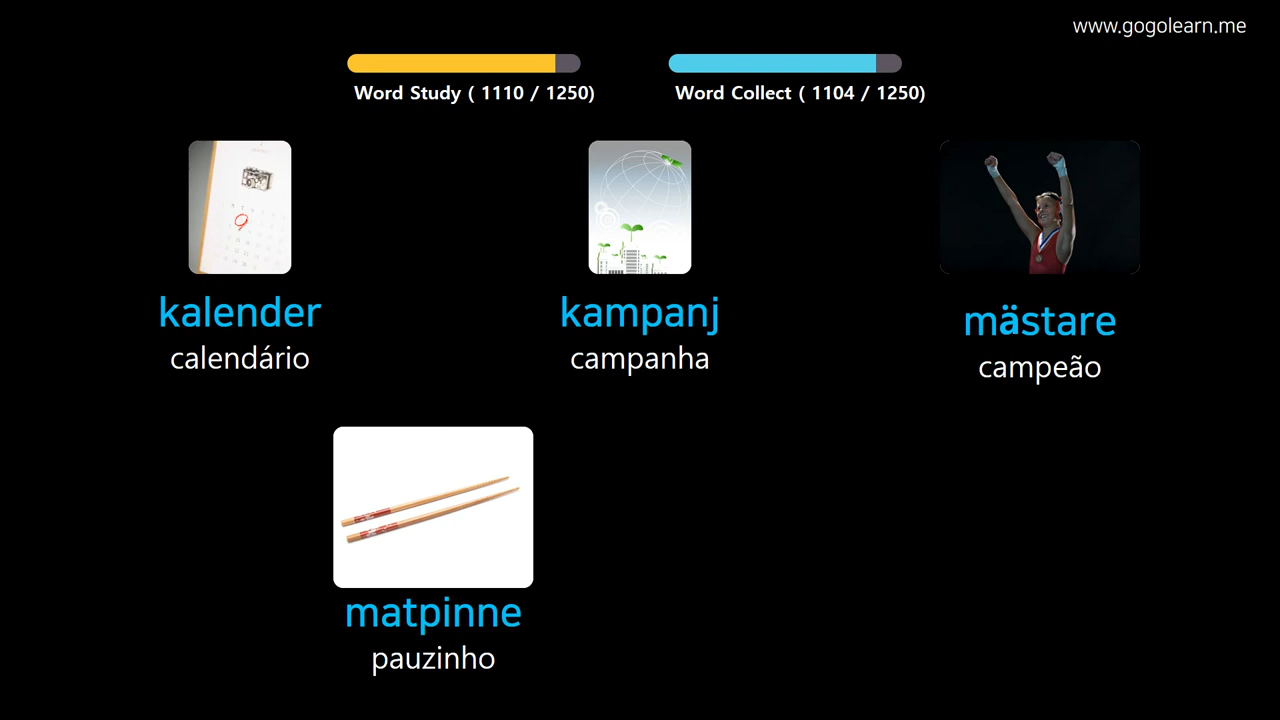 www.gogolearn.me
Word Study ( 1110 / 1250)
Word Collect ( 1104 / 1250)
9
kalender
calendário
kampanj
campanha
mästare
campeão
matpinne
pauzinho